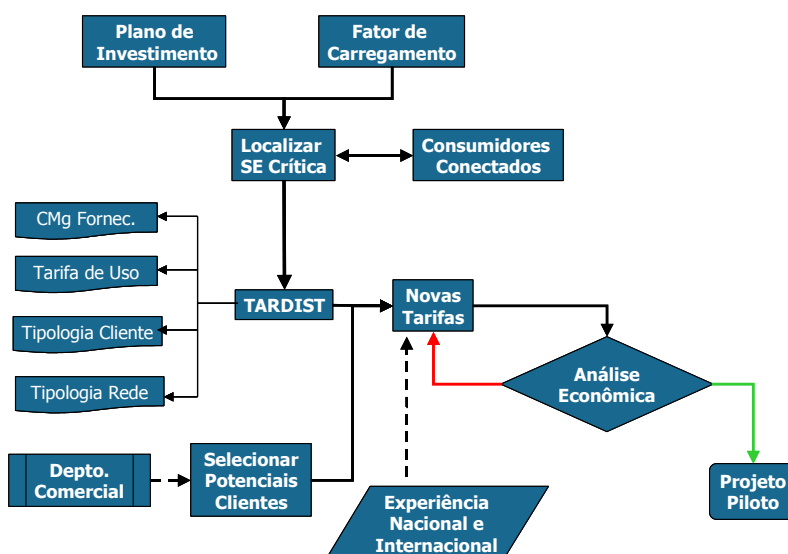 Plano de
Investimento
Fator de
Carregamento
Localizar
SE Crítica
Consumidores
Conectados
CMg Fornec.
Tarifa de Uso
Tipologia Cliente
Tipologia Rede
TARDIST
Novas
Tarifas
Análise
Econômica
Depto.
Comercial
Selecionar
Potenciais
Clientes
Experiência
Nacional e
Internacional
Projeto
Piloto